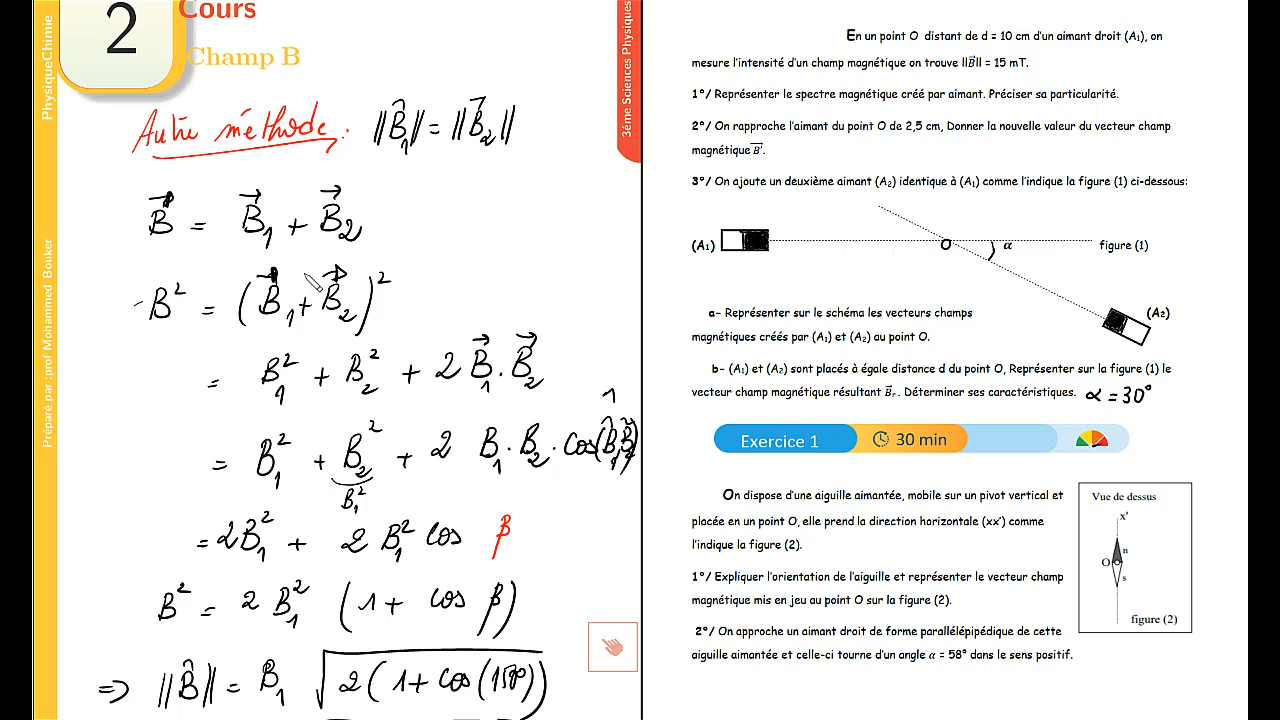 2
Cours
Champ B
PhysiqueChimie
Préparé par :prof Mohammed Bouker
3éme Sciences Physiques
Autre méthode : ||B⃗₁|| = ||B⃗₂||
B⃗ = B⃗₁ + B⃗₂
B² = (B⃗₁ + B⃗₂)²
= B₁² + B₂² + 2 B⃗₁ . B⃗₂
= B₁² + B₂² + 2 B₁ . B₂ . cos(B⃗₁, B⃗₂)
B₁²
= 2B₁² + 2 B₁² cos β
B² = 2 B₁² (1 + cos β)
=> ||B⃗|| = B₁ √2(1 + cos(150°))
En un point O distant de d = 10 cm d'un aimant droit (A₁), on
mesure l'intensité d'un champ magnétique on trouve ||B⃗|| = 15 mT.
1°/ Représenter le spectre magnétique créé par aimant. Préciser sa particularité.
2°/ On rapproche l'aimant du point O de 2,5 cm, Donner la nouvelle valeur du vecteur champ
magnétique B⃗'.
3°/ On ajoute un deuxième aimant (A₂) identique à (A₁) comme l'indique la figure (1) ci-dessous:
(A₁)
O
α
figure (1)
(A₂)
a- Représenter sur le schéma les vecteurs champs
magnétiques créés par (A₁) et (A₂) au point O.
b- (A₁) et (A₂) sont placés à égale distance d du point O, Représenter sur la figure (1) le
vecteur champ magnétique résultant B⃗ᵣ . Déterminer ses caractéristiques. α = 30°
Exercice 1
30 min
On dispose d'une aiguille aimantée, mobile sur un pivot vertical et
placée en un point O, elle prend la direction horizontale (xx') comme
l'indique la figure (2).
1°/ Expliquer l'orientation de l'aiguille et représenter le vecteur champ
magnétique mis en jeu au point O sur la figure (2).
2°/ On approche un aimant droit de forme parallélépipédique de cette
aiguille aimantée et celle-ci tourne d'un angle α = 58° dans le sens positif.
Vue de dessus
x'
n
O
s
figure (2)